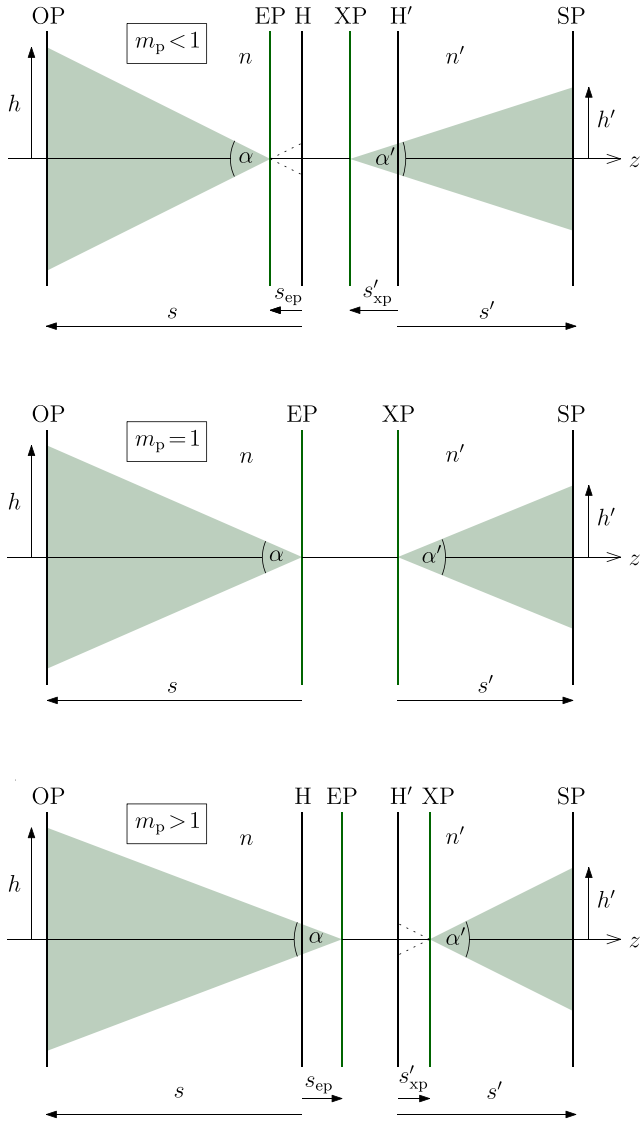 OP EP H XP H′ SP
m_p < 1 n n′
h h′
α α′ z
s_ep s′_xp
s s′
OP EP XP SP
m_p = 1 n n′
h h′
α α′ z
s s′
OP H EP H′ XP SP
m_p > 1 n n′
h h′
α α′ z
s_ep s′_xp
s s′